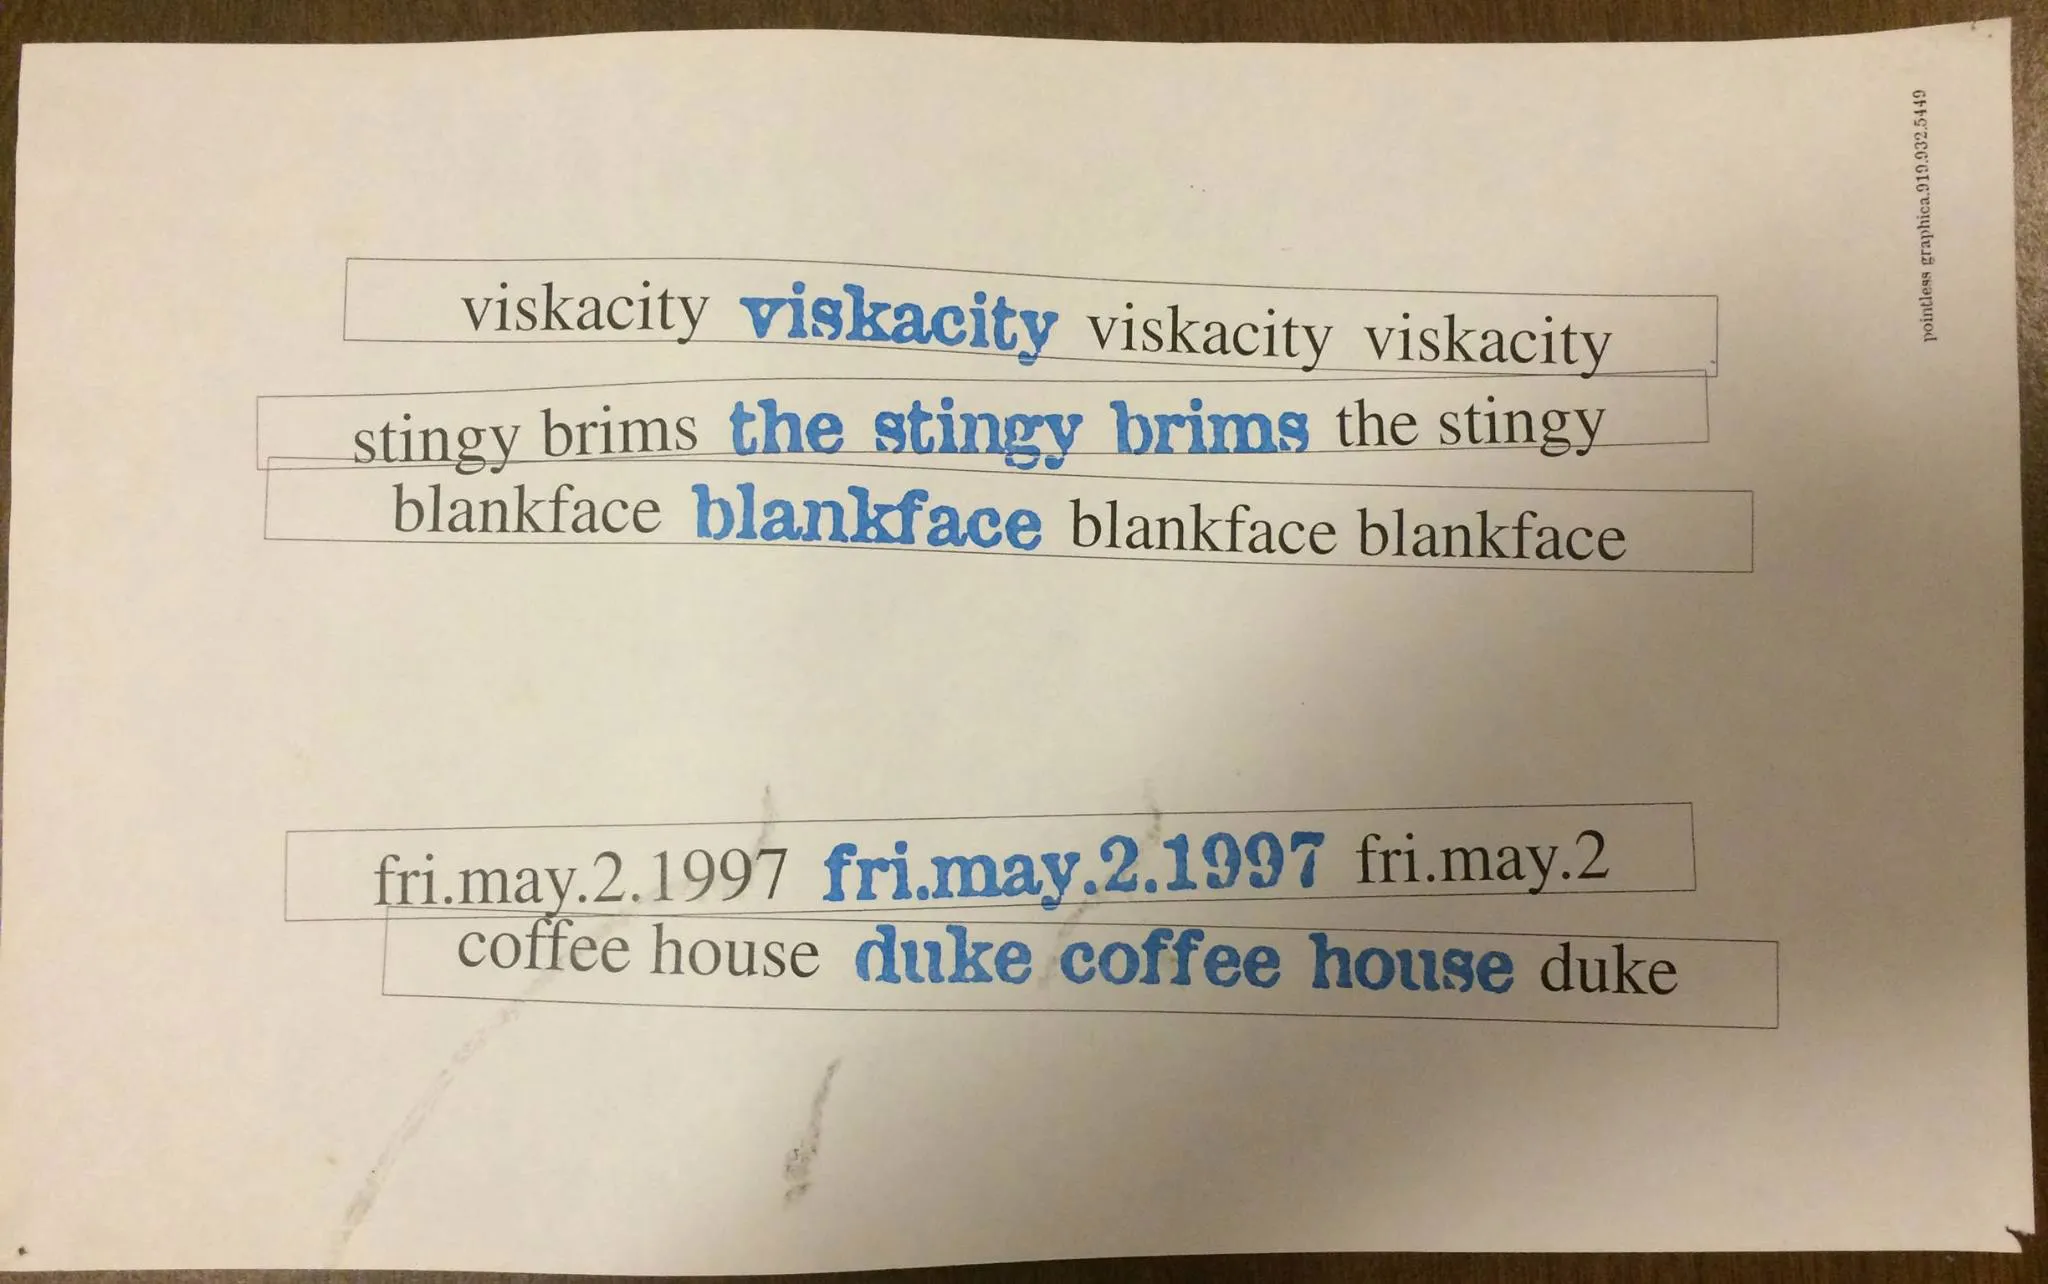 viskacity viskacity viskacity viskacity
stingy brims the stingy brims the stingy
blankface blankface blankface blankface
fri.may.2.1997 fri.may.2.1997 fri.may.2
coffee house duke coffee house duke
pointless graphica.919.932.5449